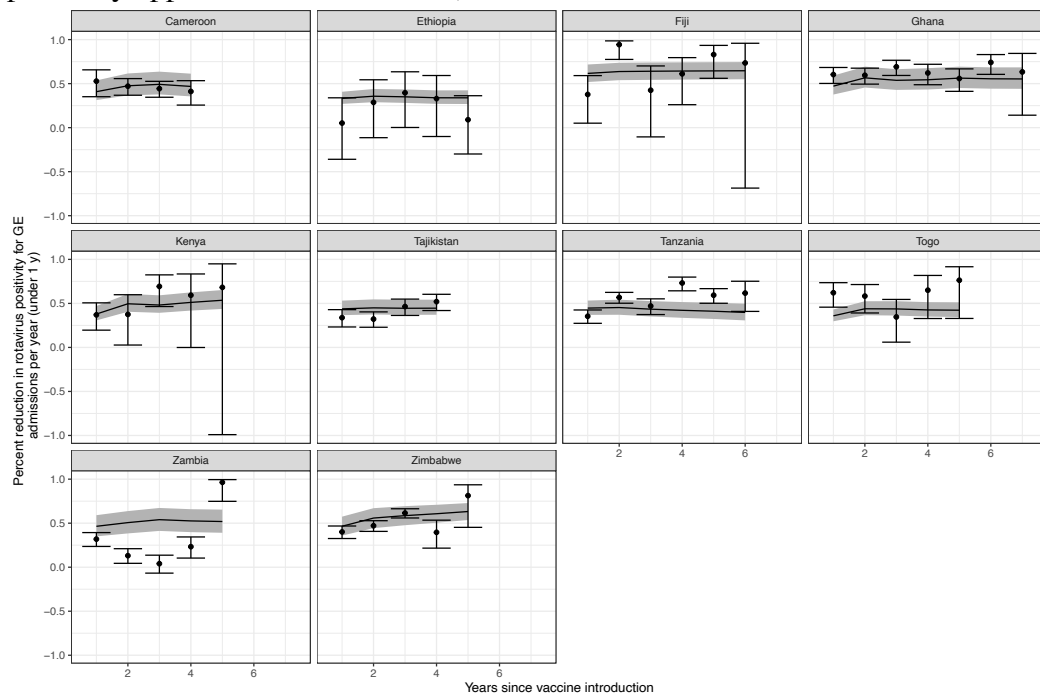 Cameroon
Ethiopia
Fiji
Ghana
1.0
0.5
0.0
−0.5
−1.0
Kenya
Tajikistan
Tanzania
Togo
1.0
0.5
0.0
−0.5
−1.0
2 4 6
2 4 6
Zambia
Zimbabwe
1.0
0.5
0.0
−0.5
−1.0
2 4 6
2 4 6
Percent reduction in rotavirus positivity for GE
admissions per year (under 1 y)
Years since vaccine introduction